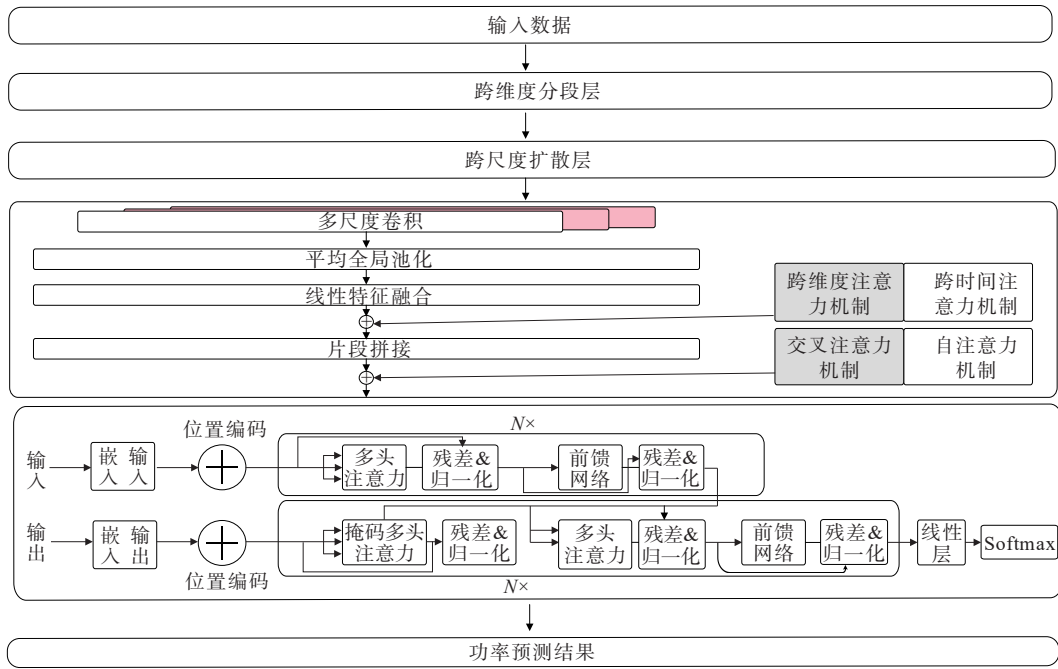 输入数据
跨维度分段层
跨尺度扩散层
多尺度卷积
平均全局池化
线性特征融合
片段拼接
跨维度注意
力机制
跨时间注
意力机制
交叉注意力
机制
自注意力
机制
N×
位置编码
输入
嵌入 输入
多头
注意力
残差&
归一化
前馈
网络
残差&
归一化
输出
嵌入 输出
掩码多头
注意力
残差&
归一化
多头
注意力
残差&
归一化
前馈
网络
残差&
归一化
线性
层
Softmax
位置编码
N×
功率预测结果